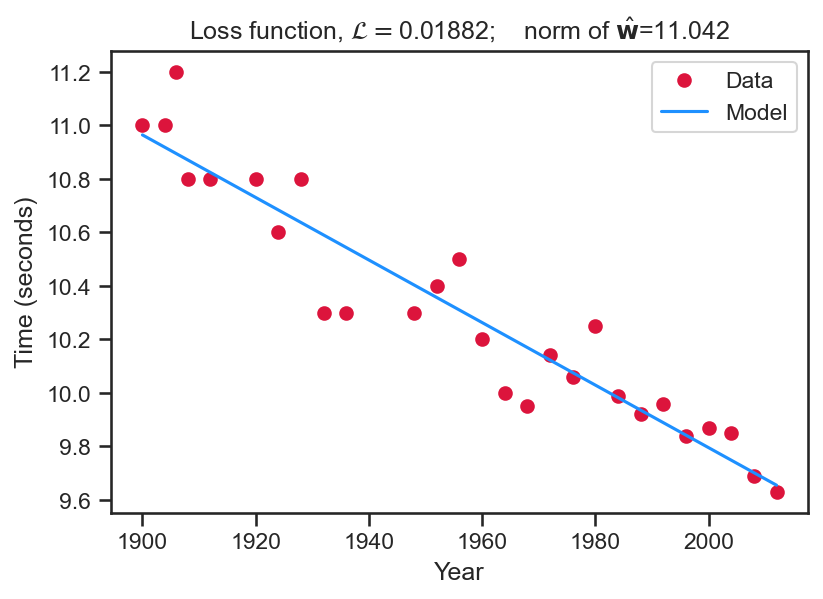 Loss function, ℒ = 0.01882; norm of ŵ=11.042
11.2
11.0
10.8
10.6
10.4
10.2
10.0
9.8
9.6
Time (seconds)
Data
Model
1900 1920 1940 1960 1980 2000
Year